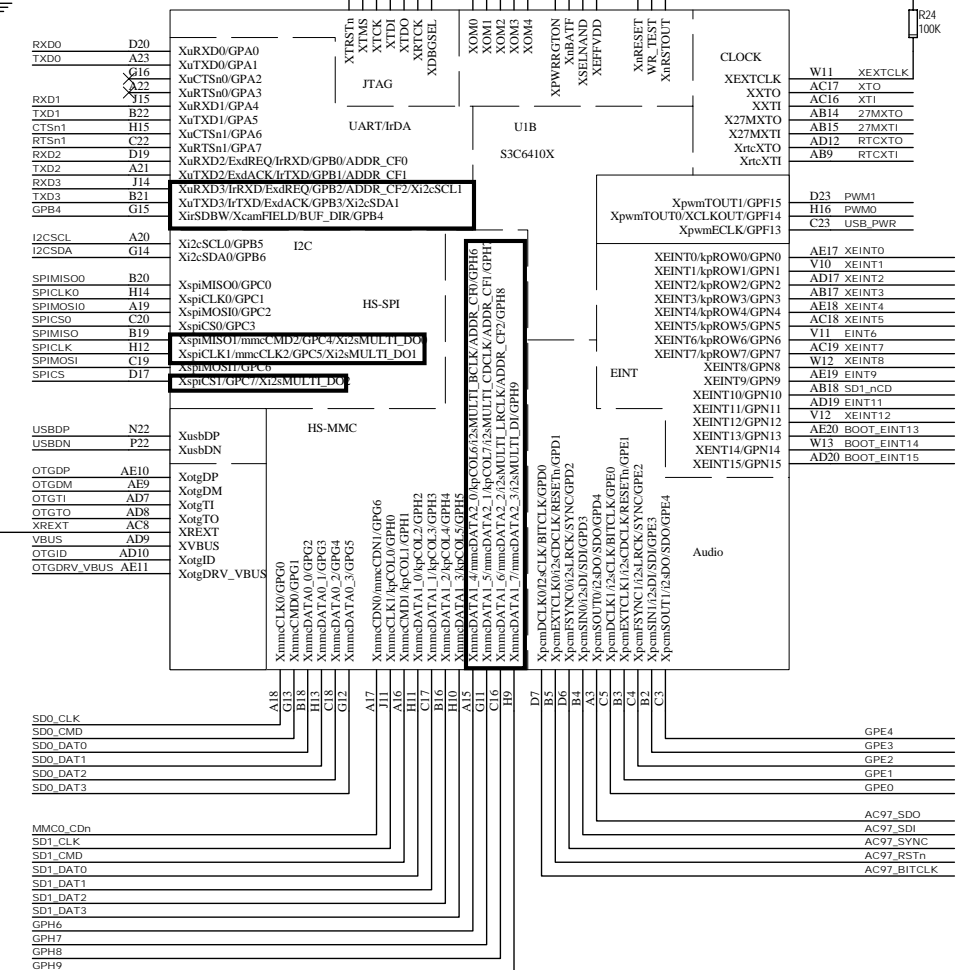 R24
100K
XTRSTn
XTMS
XTCK
XTDI
XTDO
XRTCK
XDBGSEL
XOM0
XOM1
XOM2
XOM3
XOM4
XPWRRGTON
XnBATF
XSELNAND
XEFFVDD
XnRESET
WR_TEST
XnRSTOUT
JTAG
UART/IrDA
U1B
S3C6410X
CLOCK
RXD0 D20 XuRXD0/GPA0
TXD0 A23 XuTXD0/GPA1
G16 XuCTSn0/GPA2
A22 XuRTSn0/GPA3
RXD1 J15 XuRXD1/GPA4
TXD1 B22 XuTXD1/GPA5
CTSn1 H15 XuCTSn1/GPA6
RTSn1 C22 XuRTSn1/GPA7
RXD2 D19 XuRXD2/ExdREQ/IrRXD/GPB0/ADDR_CF0
TXD2 A21 XuTXD2/ExdACK/IrTXD/GPB1/ADDR_CF1
RXD3 J14 XuRXD3/IrRXD/ExdREQ/GPB2/ADDR_CF2/Xi2cSCL1
TXD3 B21 XuTXD3/IrTXD/ExdACK/GPB3/Xi2cSDA1
GPB4 G15 XirSDBW/XcamFIELD/BUF_DIR/GPB4
I2CSCL A20 Xi2cSCL0/GPB5
I2CSDA G14 Xi2cSDA0/GPB6
I2C
SPIMISO0 B20 XspiMISO0/GPC0
SPICLK0 H14 XspiCLK0/GPC1
SPIMOSI0 A19 XspiMOSI0/GPC2
SPICS0 C20 XspiCS0/GPC3
SPIMISO B19 XspiMISO1/mmcCMD2/GPC4/Xi2sMULTI_DO0
SPICLK H12 XspiCLK1/mmcCLK2/GPC5/Xi2sMULTI_DO1
SPIMOSI C19 XspiMOSI1/GPC6
SPICS D17 XspiCS1/GPC7/Xi2sMULTI_DO2
HS-SPI
HS-MMC
USBDP N22 XusbDP
USBDN P22 XusbDN
OTGDP AE10 XotgDP
OTGDM AE9 XotgDM
OTGTI AD7 XotgTI
OTGTO AD8 XotgTO
XREXT AC8 XREXT
VBUS AD9 XVBUS
OTGID AD10 XotgID
OTGDRV_VBUS AE11 XotgDRV_VBUS
XEXTCLK W11 XEXTCLK
XXTO AC17 XTO
XXTI AC16 XTI
X27MXTO AB14 27MXTO
X27MXTI AB15 27MXTI
XrtcXTO AD12 RTCXTO
XrtcXTI AB9 RTCXTI
XpwmTOUT1/GPF15 D23 PWM1
XpwmTOUT0/XCLKOUT/GPF14 H16 PWM0
XpwmECLK/GPF13 C23 USB_PWR
XEINT0/kpROW0/GPN0 AE17 XEINT0
XEINT1/kpROW1/GPN1 V10 XEINT1
XEINT2/kpROW2/GPN2 AD17 XEINT2
XEINT3/kpROW3/GPN3 AB17 XEINT3
XEINT4/kpROW4/GPN4 AE18 XEINT4
XEINT5/kpROW5/GPN5 AC18 XEINT5
XEINT6/kpROW6/GPN6 V11 EINT6
XEINT7/kpROW7/GPN7 AC19 XEINT7
XEINT8/GPN8 W12 XEINT8
XEINT9/GPN9 AE19 EINT9
XEINT10/GPN10 AB18 SD1_nCD
XEINT11/GPN11 AD19 EINT11
XEINT12/GPN12 V12 XEINT12
XEINT13/GPN13 AE20 BOOT_EINT13
XENT14/GPN14 W13 BOOT_EINT14
XEINT15/GPN15 AD20 BOOT_EINT15
EINT
Audio
XmmcCLK0/GPG0 A18
XmmcCMD0/GPG1 G13
XmmcDATA0_0/GPG2 B18
XmmcDATA0_1/GPG3 H13
XmmcDATA0_2/GPG4 C18
XmmcDATA0_3/GPG5 G12
XmmcCDN0/mmcCDN1/GPG6 A17
XmmcCLK1/kpCOL0/GPH0 J11
XmmcCMD1/kpCOL1/GPH1 A16
XmmcDATA1_0/kpCOL2/GPH2 H11
XmmcDATA1_1/kpCOL3/GPH3 C17
XmmcDATA1_2/kpCOL4/GPH4 B16
XmmcDATA1_3/kpCOL5/GPH5 H10
XmmcDATA1_4/mmcDATA2_0/kpCOL6/i2sMULTI_BCLK/ADDR_CF0/GPH6 A15
XmmcDATA1_5/mmcDATA2_1/kpCOL7/i2sMULTI_CDCLK/ADDR_CF1/GPH7 G11
XmmcDATA1_6/mmcDATA2_2/i2sMULTI_LRCLK/ADDR_CF2/GPH8 C16
XmmcDATA1_7/mmcDATA2_3/i2sMULTI_DI/GPH9 H9
XpcmDCLK0/I2sCLK/BITCLK/GPD0 D7
XpcmEXTCLK0/i2sCDCLK/RESETn/GPD1 B5
XpcmFSYNC0/i2sLRCK/SYNC/GPD2 D6
XpcmSIN0/i2sDI/SDI/GPD3 B4
XpcmSOUT0/i2sDO/SDO/GPD4 A3
XpcmDCLK1/i2sCLK/BITCLK/GPE0 C5
XpcmEXTCLK1/i2sCDCLK/RESETn/GPE1 B3
XpcmFSYNC1/i2sLRCK/SYNC/GPE2 C4
XpcmSIN1/i2sDI/SDI/GPE3 B2
XpcmSOUT1/i2sDO/SDO/GPE4 C3
SD0_CLK
SD0_CMD
SD0_DAT0
SD0_DAT1
SD0_DAT2
SD0_DAT3
MMC0_CDn
SD1_CLK
SD1_CMD
SD1_DAT0
SD1_DAT1
SD1_DAT2
SD1_DAT3
GPH6
GPH7
GPH8
GPH9
GPE4
GPE3
GPE2
GPE1
GPE0
AC97_SDO
AC97_SDI
AC97_SYNC
AC97_RSTn
AC97_BITCLK